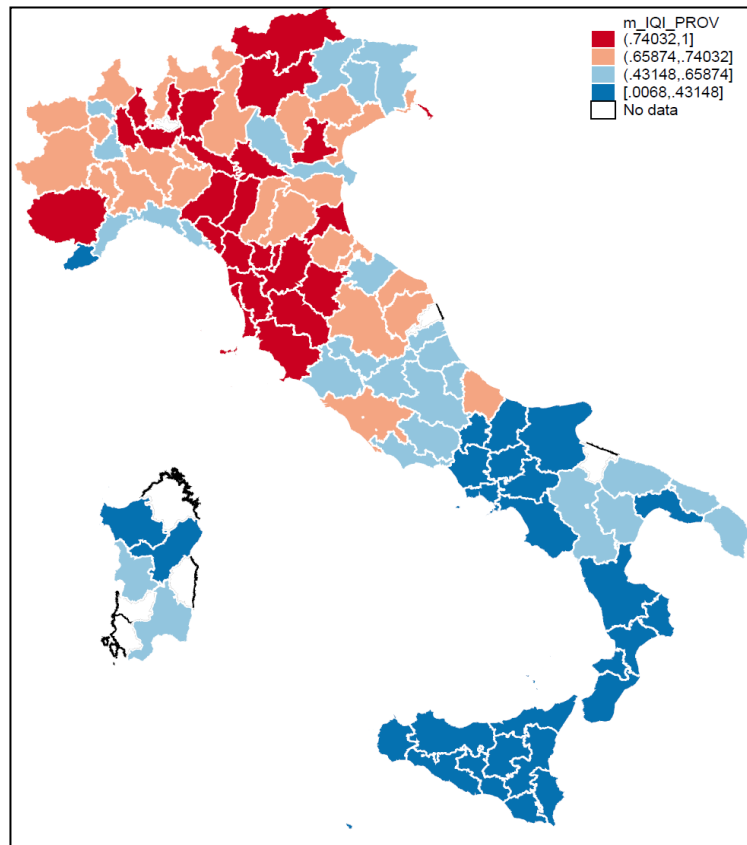 m_IQI_PROV
(.74032,1]
(.65874,.74032]
(.43148,.65874]
[.0068,.43148]
No data